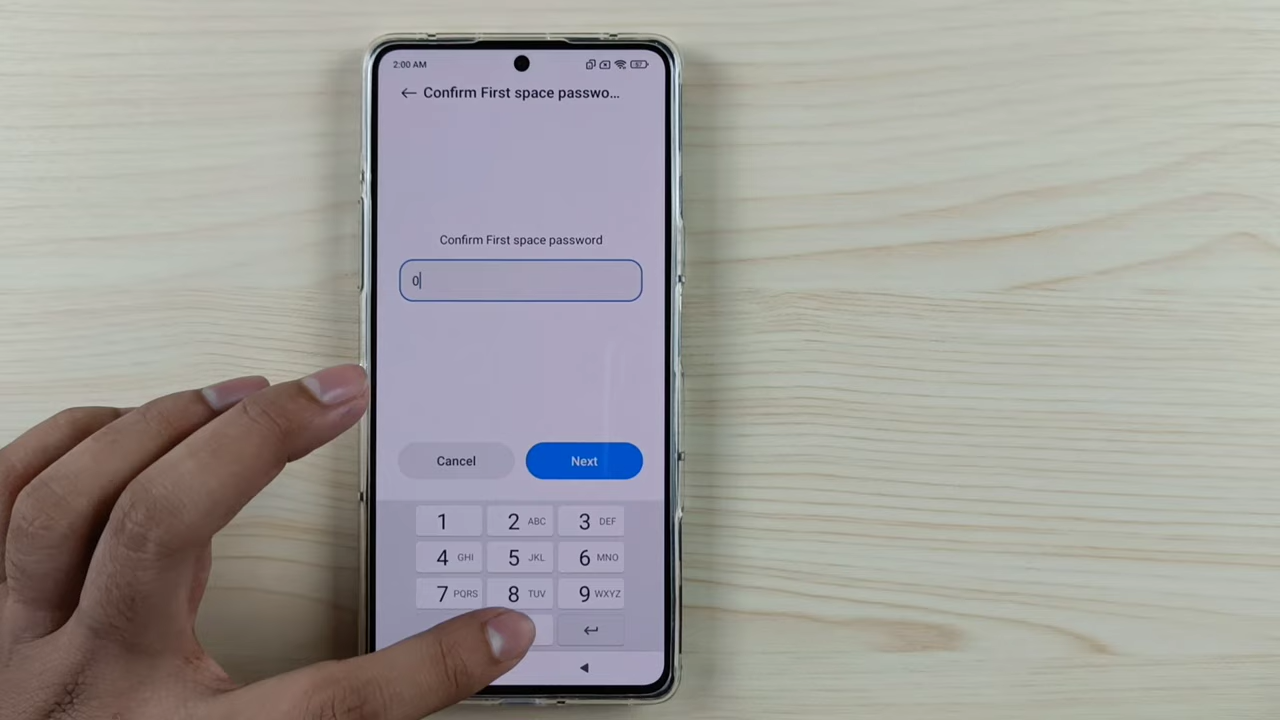 2:00 AM 57
← Confirm First space passwo...
Confirm First space password
0
Cancel Next
1 2 ABC 3 DEF
4 GHI 5 JKL 6 MNO
7 PQRS 8 TUV 9 WXYZ